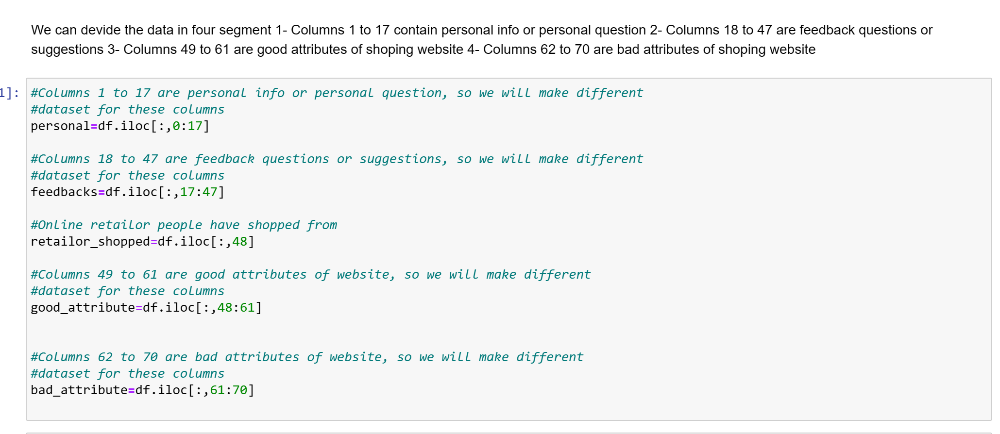 We can devide the data in four segment 1- Columns 1 to 17 contain personal info or personal question 2- Columns 18 to 47 are feedback questions or
suggestions 3- Columns 49 to 61 are good attributes of shoping website 4- Columns 62 to 70 are bad attributes of shoping website
1]:
#Columns 1 to 17 are personal info or personal question, so we will make different
#dataset for these columns
personal=df.iloc[:,0:17]
#Columns 18 to 47 are feedback questions or suggestions, so we will make different
#dataset for these columns
feedbacks=df.iloc[:,17:47]
#Online retailor people have shopped from
retailor_shopped=df.iloc[:,48]
#Columns 49 to 61 are good attributes of website, so we will make different
#dataset for these columns
good_attribute=df.iloc[:,48:61]
#Columns 62 to 70 are bad attributes of website, so we will make different
#dataset for these columns
bad_attribute=df.iloc[:,61:70]